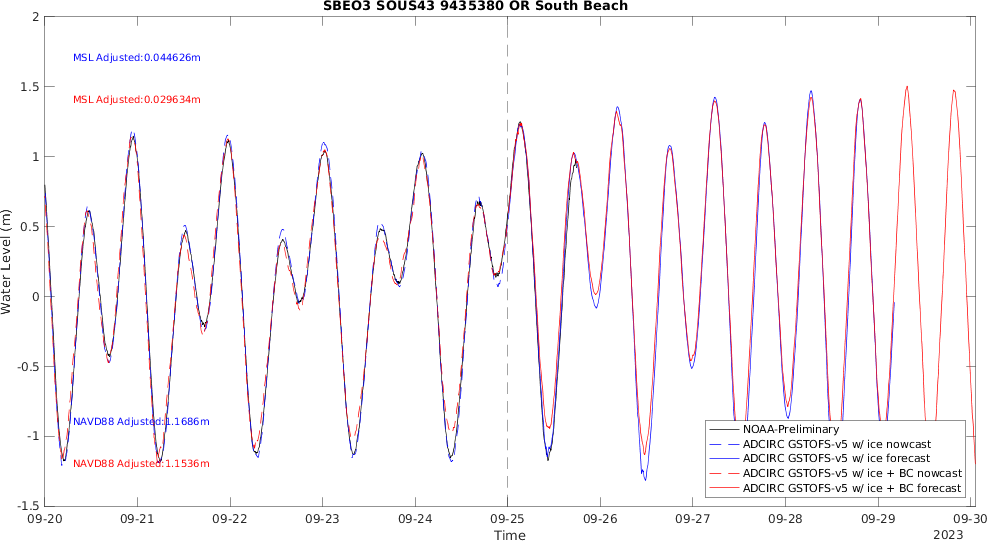 SBEO3 SOUS43 9435380 OR South Beach
2
1.5
1
0.5
0
-0.5
-1
-1.5
Water Level (m)
MSL Adjusted:0.044626m
MSL Adjusted:0.029634m
NAVD88 Adjusted:1.1686m
NAVD88 Adjusted:1.1536m
NOAA-Preliminary
ADCIRC GSTOFS-v5 w/ ice nowcast
ADCIRC GSTOFS-v5 w/ ice forecast
ADCIRC GSTOFS-v5 w/ ice + BC nowcast
ADCIRC GSTOFS-v5 w/ ice + BC forecast
09-20 09-21 09-22 09-23 09-24 09-25 09-26 09-27 09-28 09-29 09-30
Time
2023